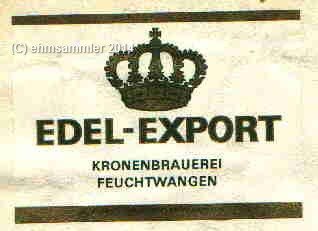 (C) ehmsammler 2014
EDEL-EXPORT
KRONENBRAUEREI
FEUCHTWANGEN